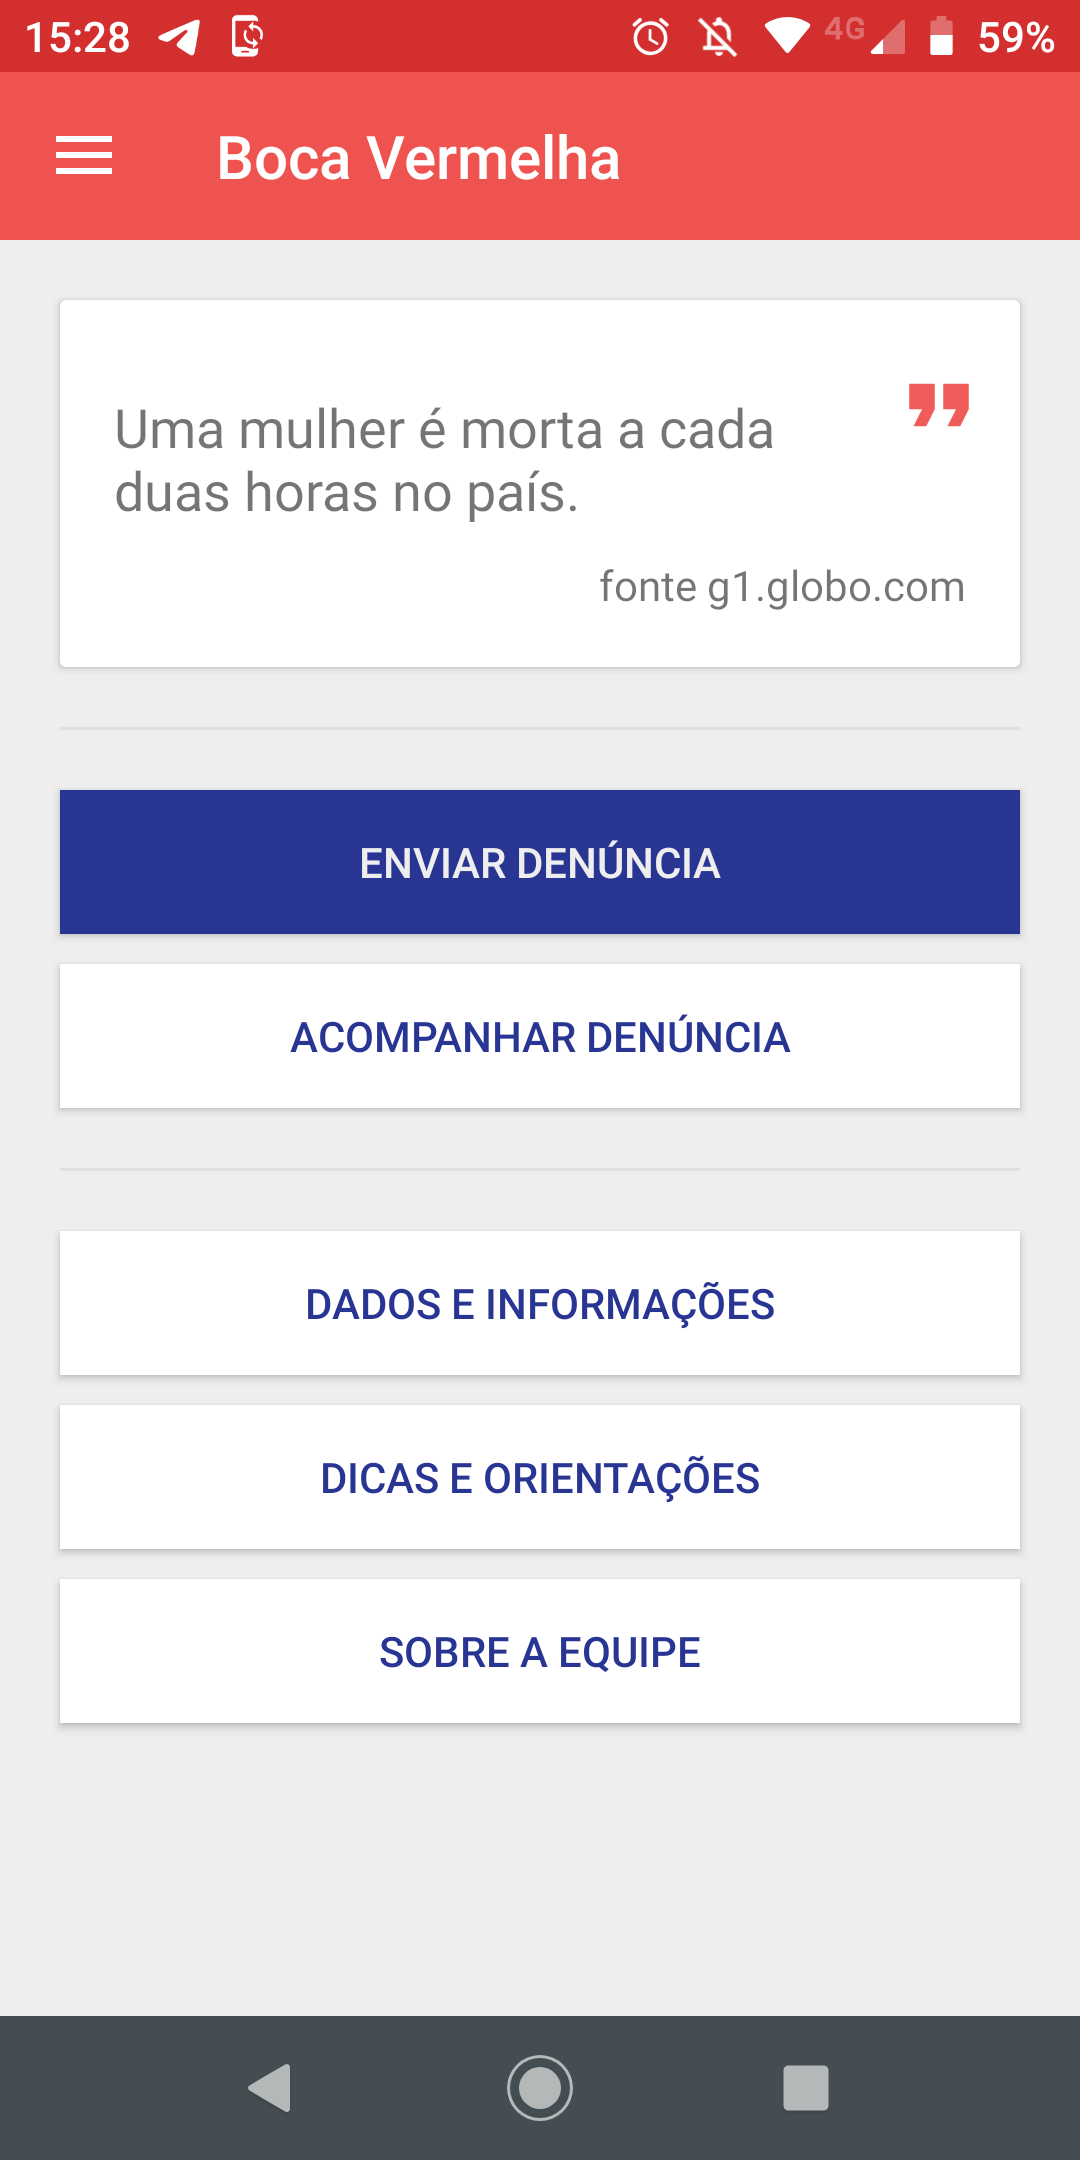 15:28
4G
59%
Boca Vermelha
Uma mulher é morta a cada
duas horas no país.
fonte g1.globo.com
ENVIAR DENÚNCIA
ACOMPANHAR DENÚNCIA
DADOS E INFORMAÇÕES
DICAS E ORIENTAÇÕES
SOBRE A EQUIPE